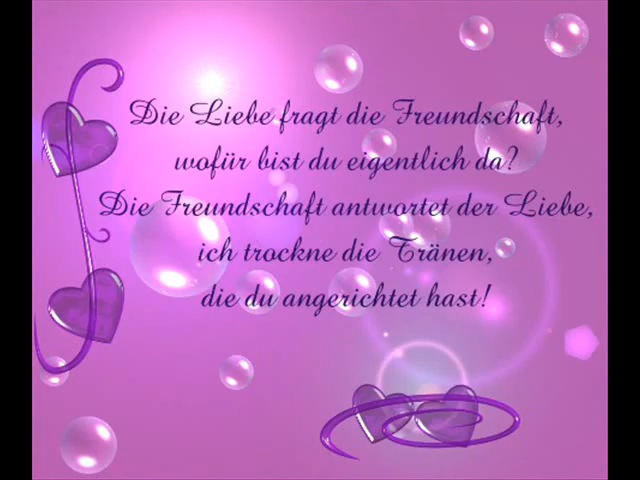 Die Liebe fragt die Freundschaft,
wofür bist du eigentlich da?
Die Freundschaft antwortet der Liebe,
ich trockne die Tränen,
die du angerichtet hast!